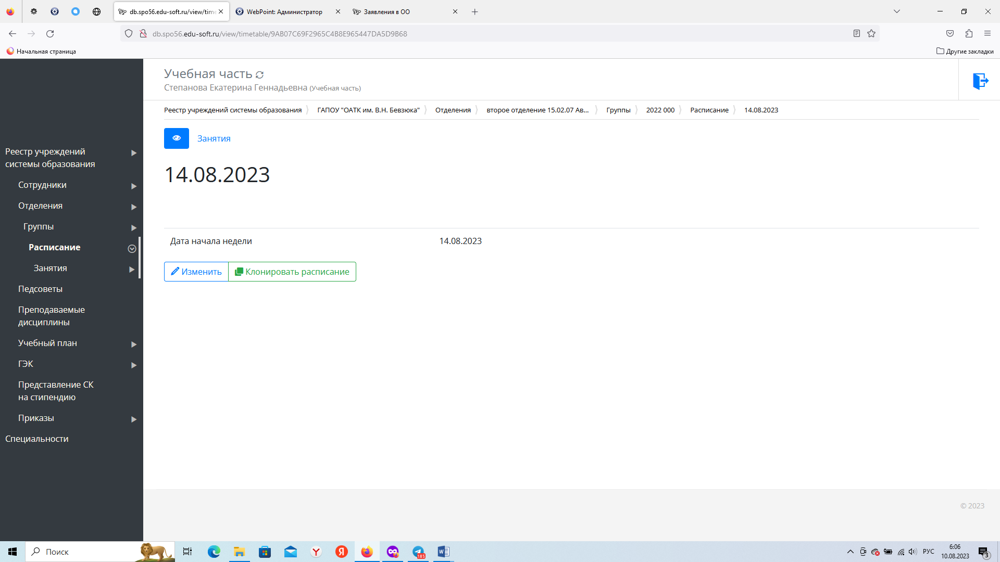 db.spo56.edu-soft.ru/view/time
WebPoint: Администратор
Заявления в ОО
db.spo56.edu-soft.ru/view/timetable/9AB07C69F2965C4B8E965447DA5D9B68
Начальная страница
Другие закладки
Учебная часть
Степанова Екатерина Геннадьевна (Учебная часть)
Реестр учреждений системы образования
ГАПОУ "ОАТК им. В.Н. Бевзюка"
Отделения
второе отделение 15.02.07 Ав...
Группы
2022 000
Расписание
14.08.2023
Занятия
14.08.2023
Дата начала недели
14.08.2023
Изменить
Клонировать расписание
Реестр учреждений
системы образования
Сотрудники
Отделения
Группы
Расписание
Занятия
Педсоветы
Преподаваемые
дисциплины
Учебный план
ГЭК
Представление СК
на стипендию
Приказы
Специальности
© 2023
Поиск
185
РУС
6:06
10.08.2023
3